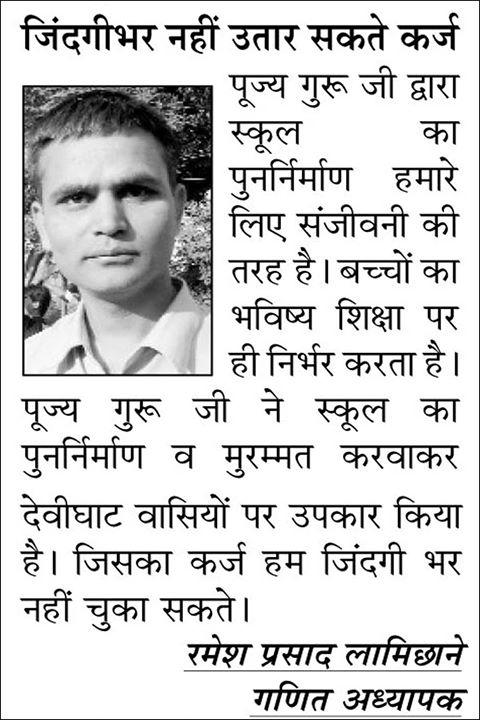 जिंदगीभर नहीं उतार सकते कर्ज
पूज्य गुरू जी द्वारा
स्कूल का
पुनर्निर्माण हमारे
लिए संजीवनी की
तरह है। बच्चों का
भविष्य शिक्षा पर
ही निर्भर करता है।
पूज्य गुरू जी ने स्कूल का
पुनर्निर्माण व मुरम्मत करवाकर
देवीघाट वासियों पर उपकार किया
है। जिसका कर्ज हम जिंदगी भर
नहीं चुका सकते।
रमेश प्रसाद लामिछाने
गणित अध्यापक